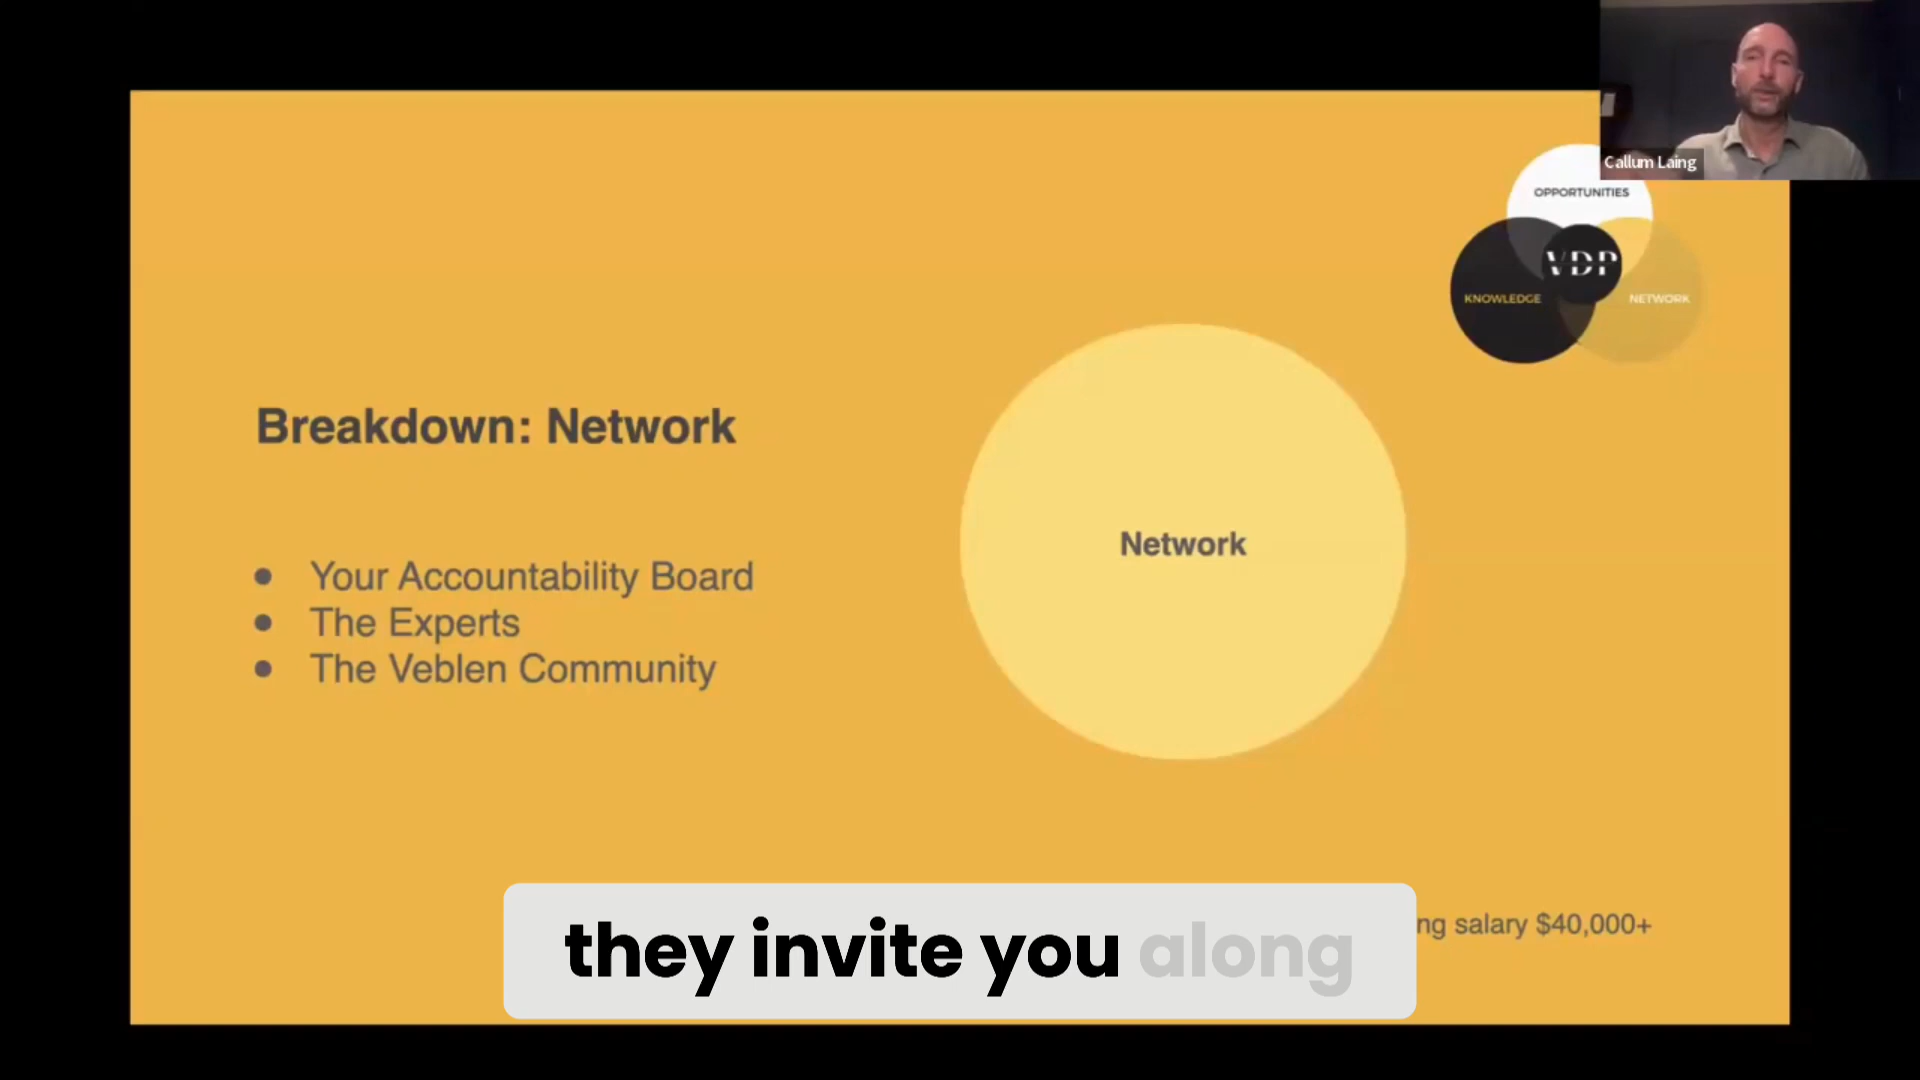 Callum Laing
OPPORTUNITIES
VDP
KNOWLEDGE
NETWORK
Breakdown: Network
Network
Your Accountability Board
The Experts
The Veblen Community
ng salary $40,000+
they invite you along